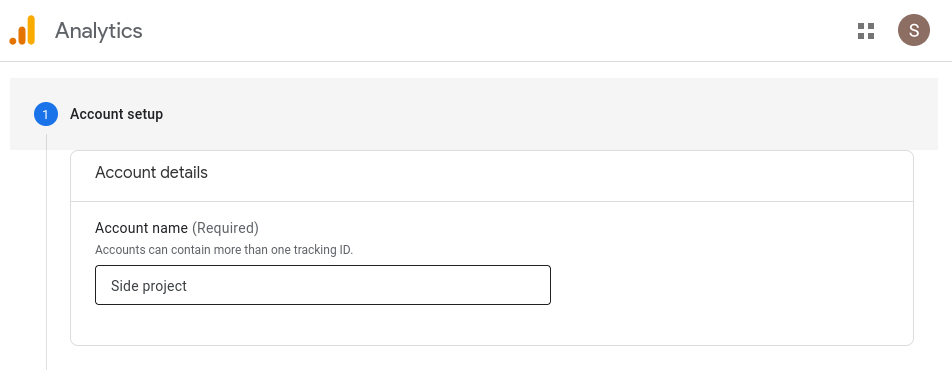 Analytics
S
1 Account setup
Account details
Account name (Required)
Accounts can contain more than one tracking ID.
Side project